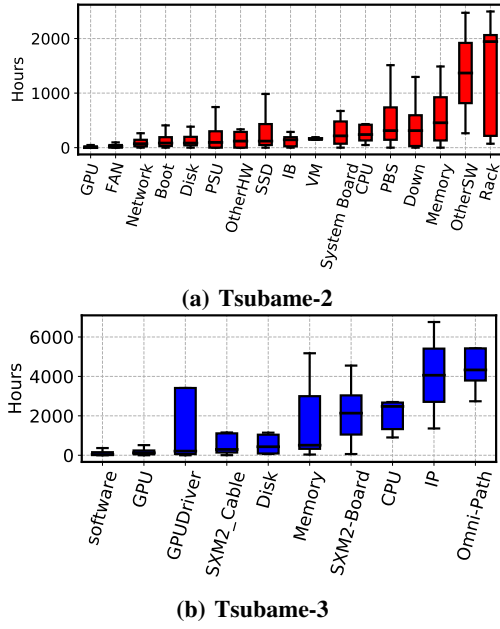 2000
1000
0
Hours
GPU
FAN
Network
Boot
Disk
PSU
OtherHW
SSD
IB
VM
System Board
CPU
PBS
Down
Memory
OtherSW
Rack
(a) Tsubame-2
6000
4000
2000
0
Hours
software
GPU
GPUDriver
SXM2_Cable
Disk
Memory
SXM2-Board
CPU
IP
Omni-Path
(b) Tsubame-3